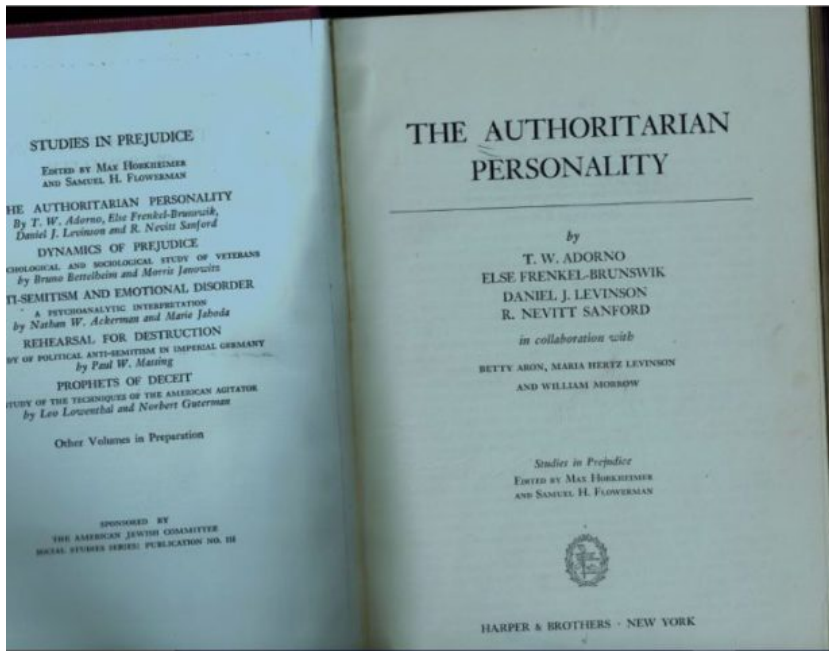 STUDIES IN PREJUDICE
EDITED BY MAX HORKHEIMER
AND SAMUEL H. FLOWERMAN
HE AUTHORITARIAN PERSONALITY
By T. W. Adorno, Else Frenkel-Brunswik,
Daniel J. Levinson and R. Nevitt Sanford
DYNAMICS OF PREJUDICE
CHOLOGICAL AND SOCIOLOGICAL STUDY OF VETERANS
by Bruno Bettelheim and Morris Janowitz
TI-SEMITISM AND EMOTIONAL DISORDER
A PSYCHOANALYTIC INTERPRETATION
by Nathan W. Ackerman and Marie Jahoda
REHEARSAL FOR DESTRUCTION
DY OF POLITICAL ANTI-SEMITISM IN IMPERIAL GERMANY
by Paul W. Massing
PROPHETS OF DECEIT
STUDY OF THE TECHNIQUES OF THE AMERICAN AGITATOR
by Leo Lowenthal and Norbert Guterman
Other Volumes in Preparation
SPONSORED BY
THE AMERICAN JEWISH COMMITTEE
SOCIAL STUDIES SERIES: PUBLICATION NO. III
THE AUTHORITARIAN
PERSONALITY
by
T. W. ADORNO
ELSE FRENKEL-BRUNSWIK
DANIEL J. LEVINSON
R. NEVITT SANFORD
in collaboration with
BETTY ARON, MARIA HERTZ LEVINSON
AND WILLIAM MORROW
Studies in Prejudice
EDITED BY MAX HORKHEIMER
AND SAMUEL H. FLOWERMAN
HARPER & BROTHERS · NEW YORK